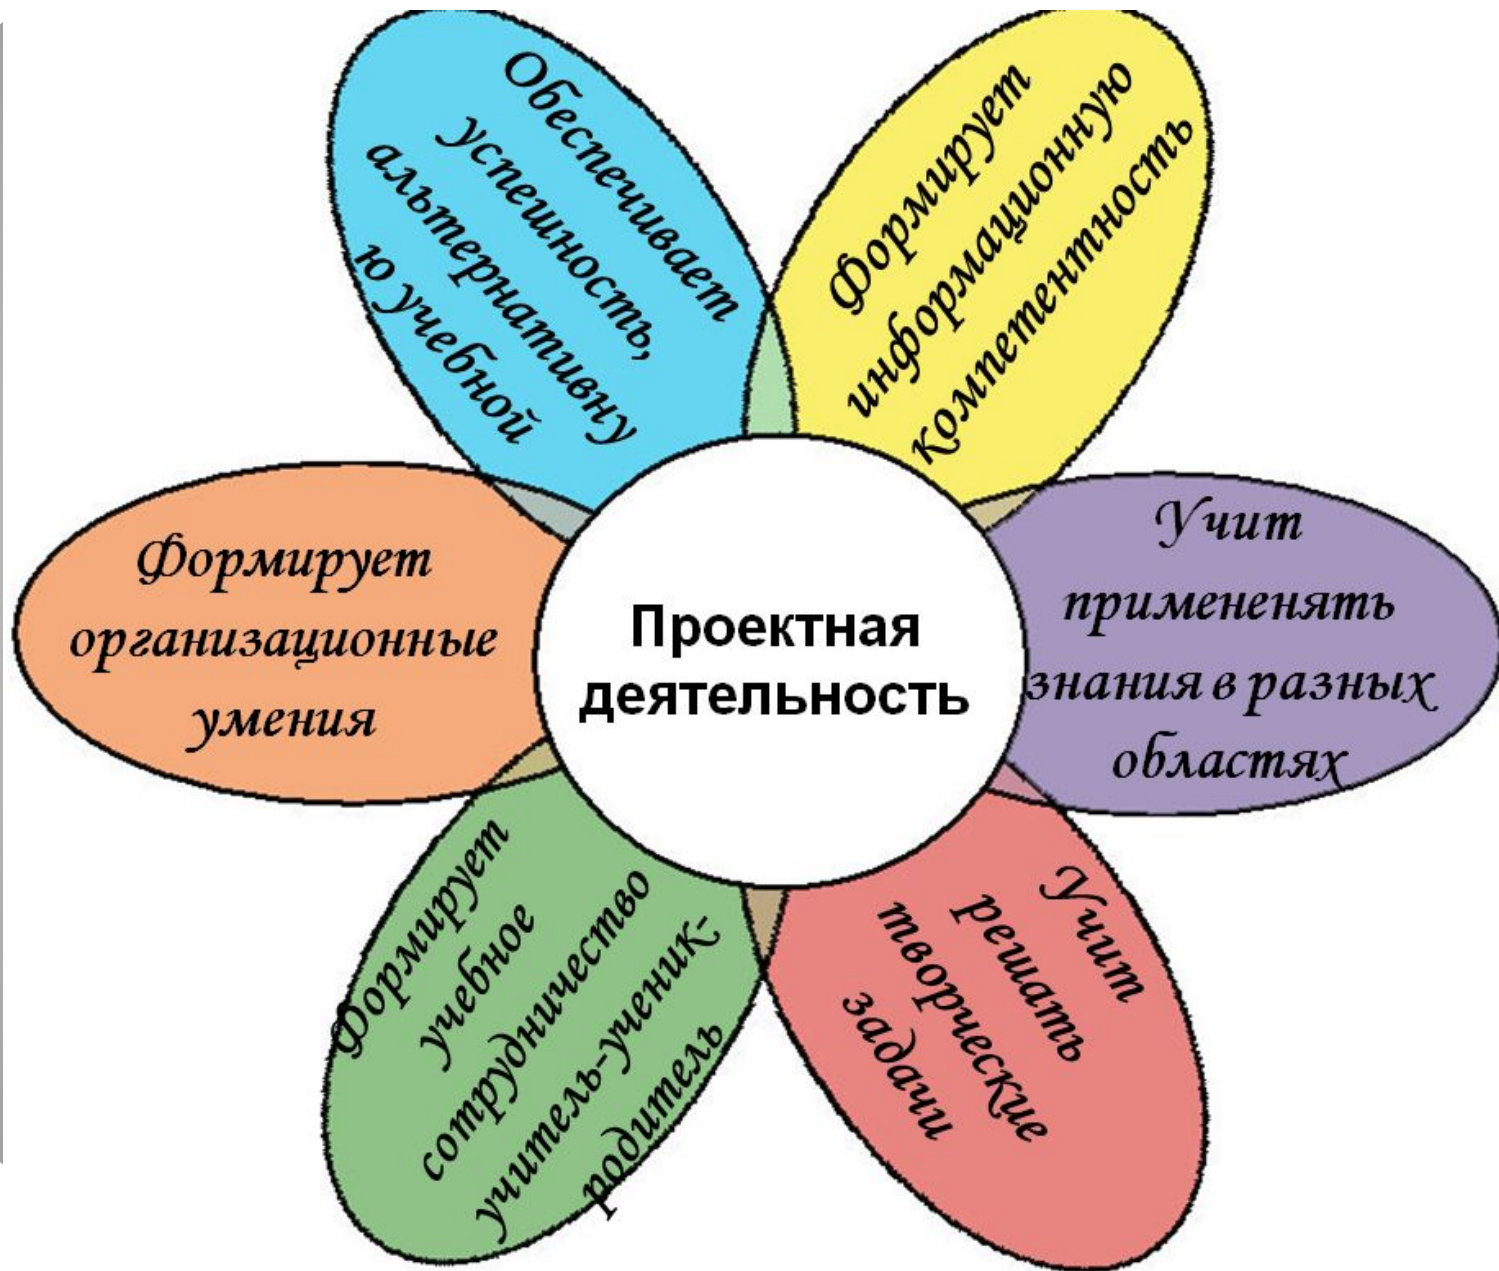 Обеспечивает
успешность,
альтернативну
ю учебной
Формирует
информационную
компетентность
Формирует
организационные
умения
Проектная
деятельность
Учит
примененять
знания в разных
областях
Формирует
учебное
сотрудничество
учитель-ученик-
родитель
Учит
решать
творческие
задачи